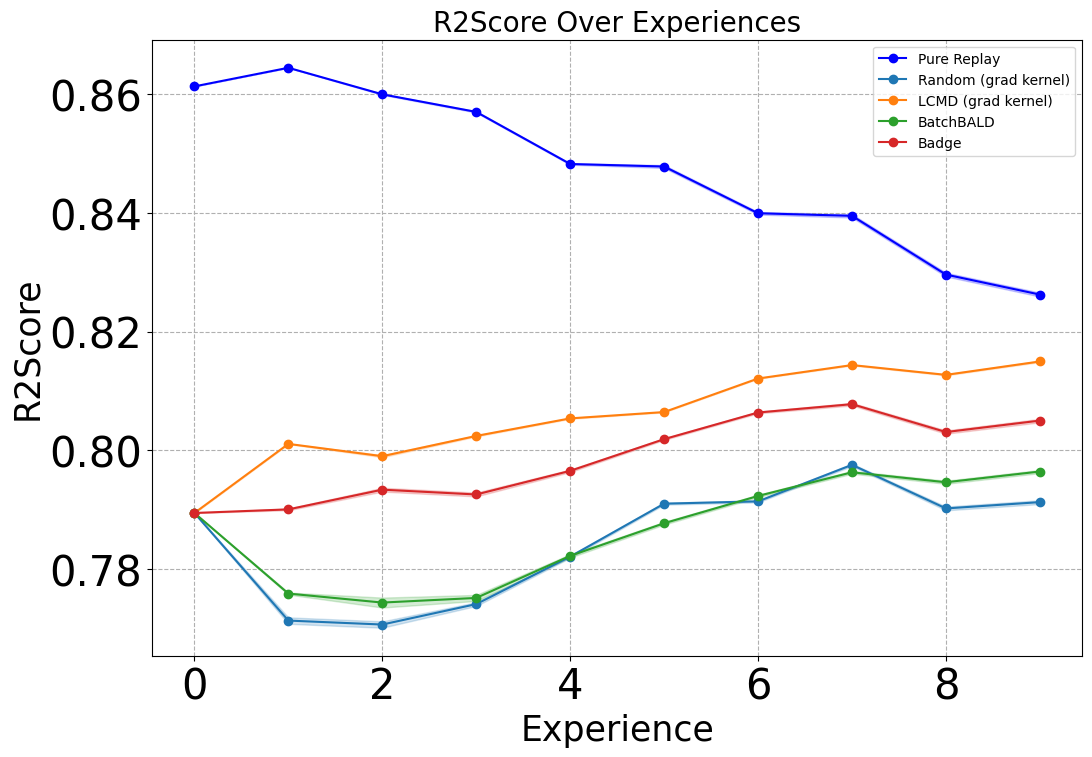 R2Score Over Experiences
Pure Replay
Random (grad kernel)
LCMD (grad kernel)
BatchBALD
Badge
0.86
0.84
0.82
0.80
0.78
R2Score
0 2 4 6 8
Experience